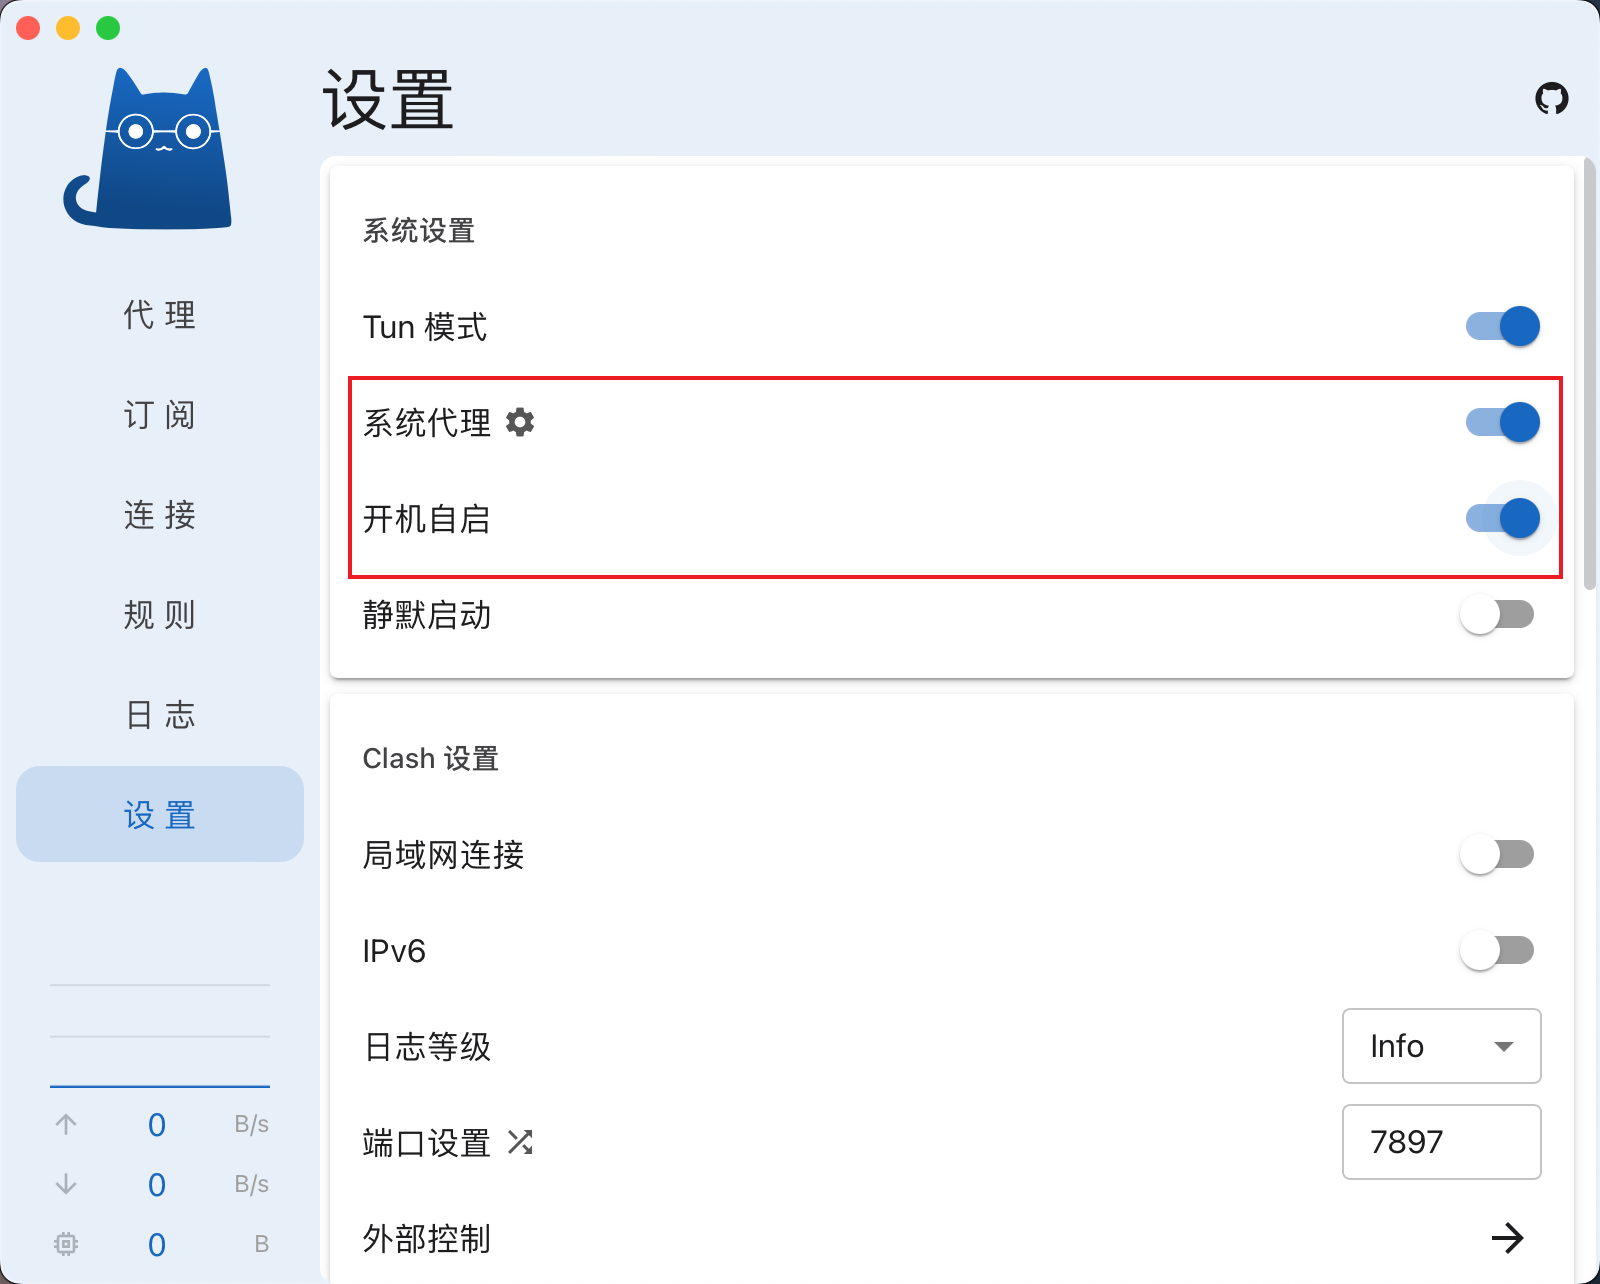 设置
代 理
订 阅
连 接
规 则
日 志
设 置
0 B/s
0 B/s
0 B
系统设置
Tun 模式
系统代理
开机自启
静默启动
Clash 设置
局域网连接
IPv6
日志等级 Info
端口设置 7897
外部控制